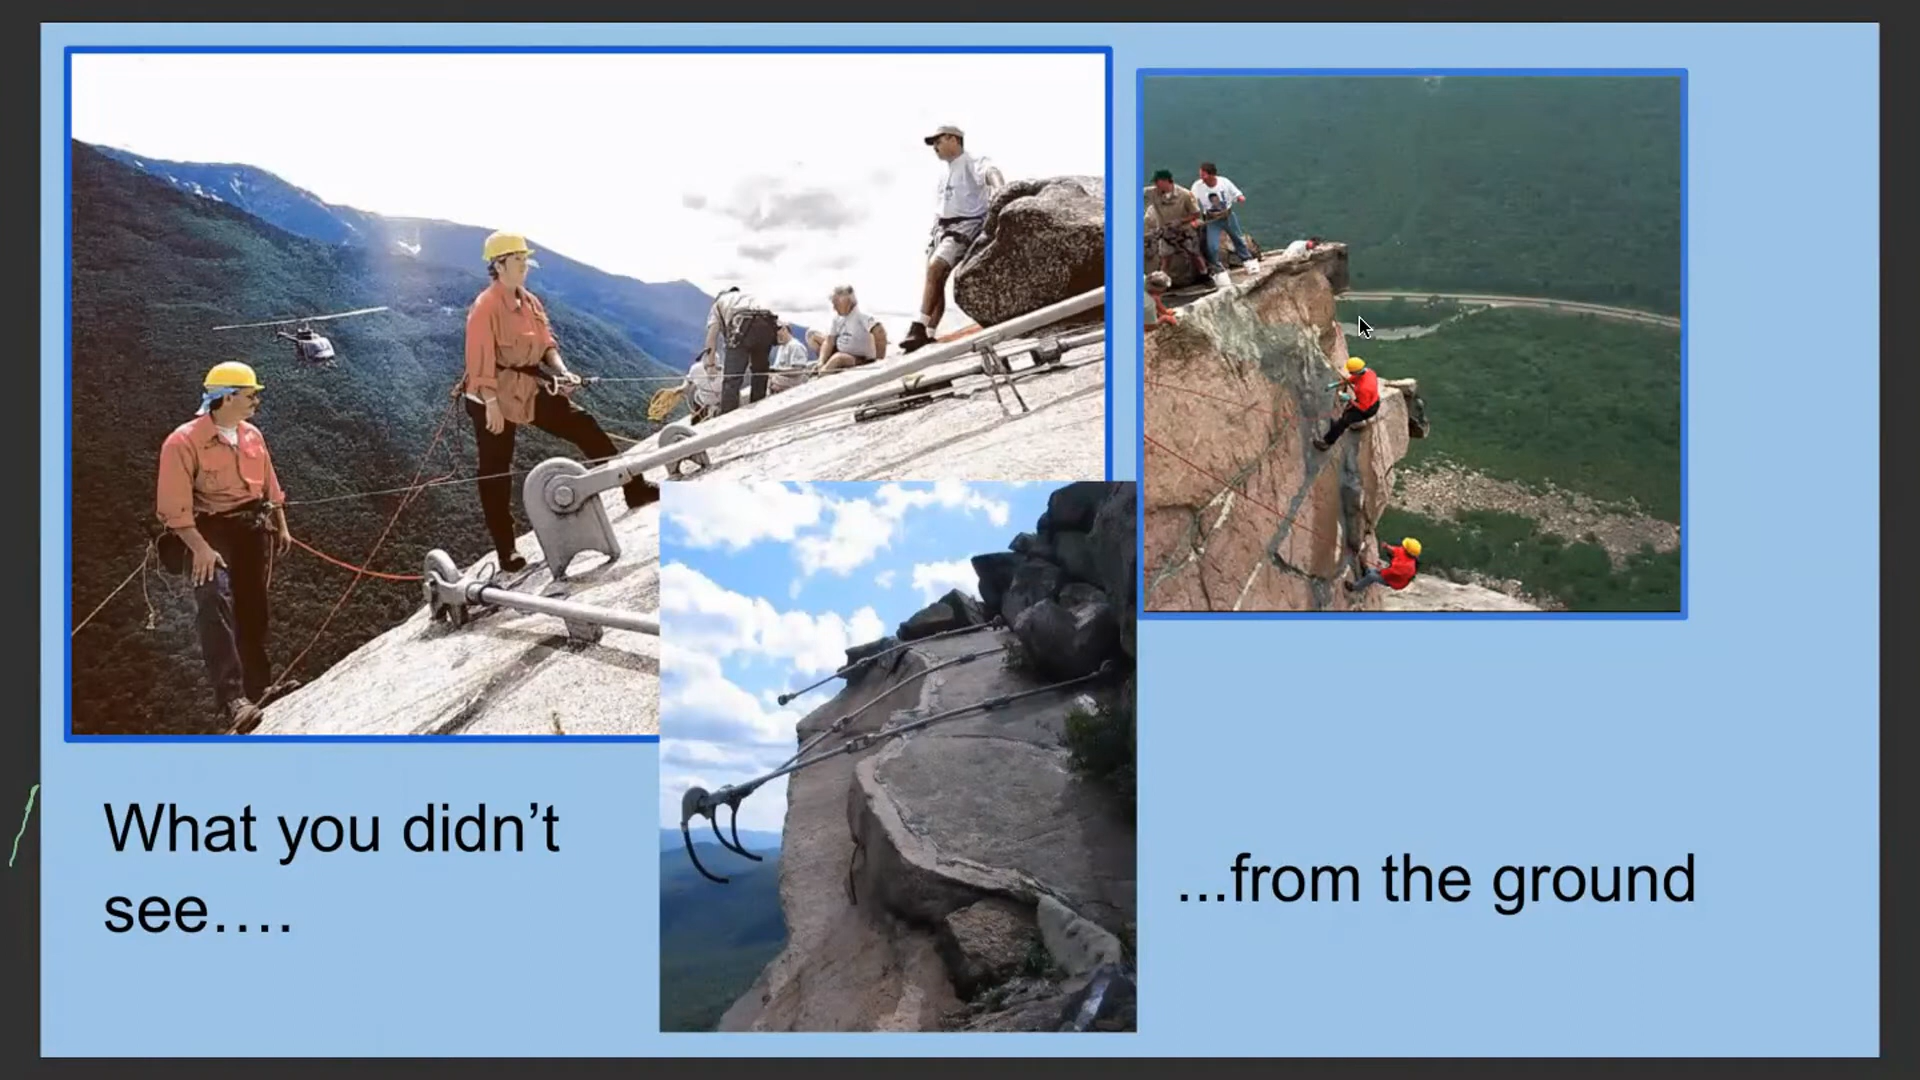 What you didn’t
see….
...from the ground